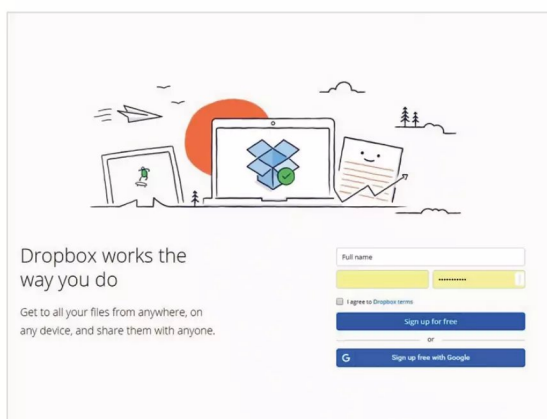 Dropbox works the
way you do
Get to all your files from anywhere, on
any device, and share them with anyone.
Full name
•••••••••••
I agree to Dropbox terms
Sign up for free
or
G Sign up free with Google